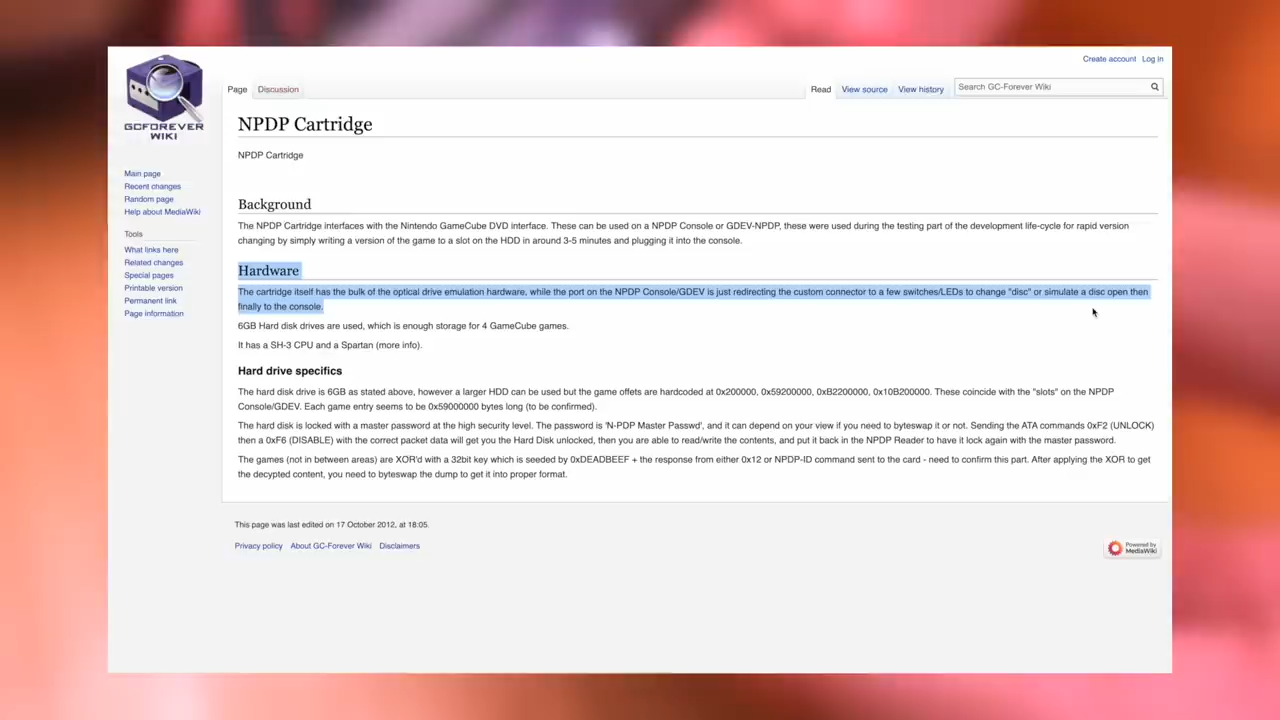 Create account Log in
Page Discussion Read View source View history Search GC-Forever Wiki
GCFOREVER
WIKI
Main page
Recent changes
Random page
Help about MediaWiki
Tools
What links here
Related changes
Special pages
Printable version
Permanent link
Page information
NPDP Cartridge
NPDP Cartridge
Background
The NPDP Cartridge interfaces with the Nintendo GameCube DVD interface. These can be used on a NPDP Console or GDEV-NPDP, these were used during the testing part of the development life-cycle for rapid version
changing by simply writing a version of the game to a slot on the HDD in around 3-5 minutes and plugging it into the console.
Hardware
The cartridge itself has the bulk of the optical drive emulation hardware, while the port on the NPDP Console/GDEV is just redirecting the custom connector to a few switches/LEDs to change "disc" or simulate a disc open then
finally to the console.
6GB Hard disk drives are used, which is enough storage for 4 GameCube games.
It has a SH-3 CPU and a Spartan (more info).
Hard drive specifics
The hard disk drive is 6GB as stated above, however a larger HDD can be used but the game offets are hardcoded at 0x200000, 0x59200000, 0xB2200000, 0x10B200000. These coincide with the "slots" on the NPDP
Console/GDEV. Each game entry seems to be 0x59000000 bytes long (to be confirmed).
The hard disk is locked with a master password at the high security level. The password is 'N-PDP Master Passwd', and it can depend on your view if you need to byteswap it or not. Sending the ATA commands 0xF2 (UNLOCK)
then a 0xF6 (DISABLE) with the correct packet data will get you the Hard Disk unlocked, then you are able to read/write the contents, and put it back in the NPDP Reader to have it lock again with the master password.
The games (not in between areas) are XOR'd with a 32bit key which is seeded by 0xDEADBEEF + the response from either 0x12 or NPDP-ID command sent to the card - need to confirm this part. After applying the XOR to get
the decypted content, you need to byteswap the dump to get it into proper format.
This page was last edited on 17 October 2012, at 18:05.
Privacy policy About GC-Forever Wiki Disclaimers
Powered by
MediaWiki